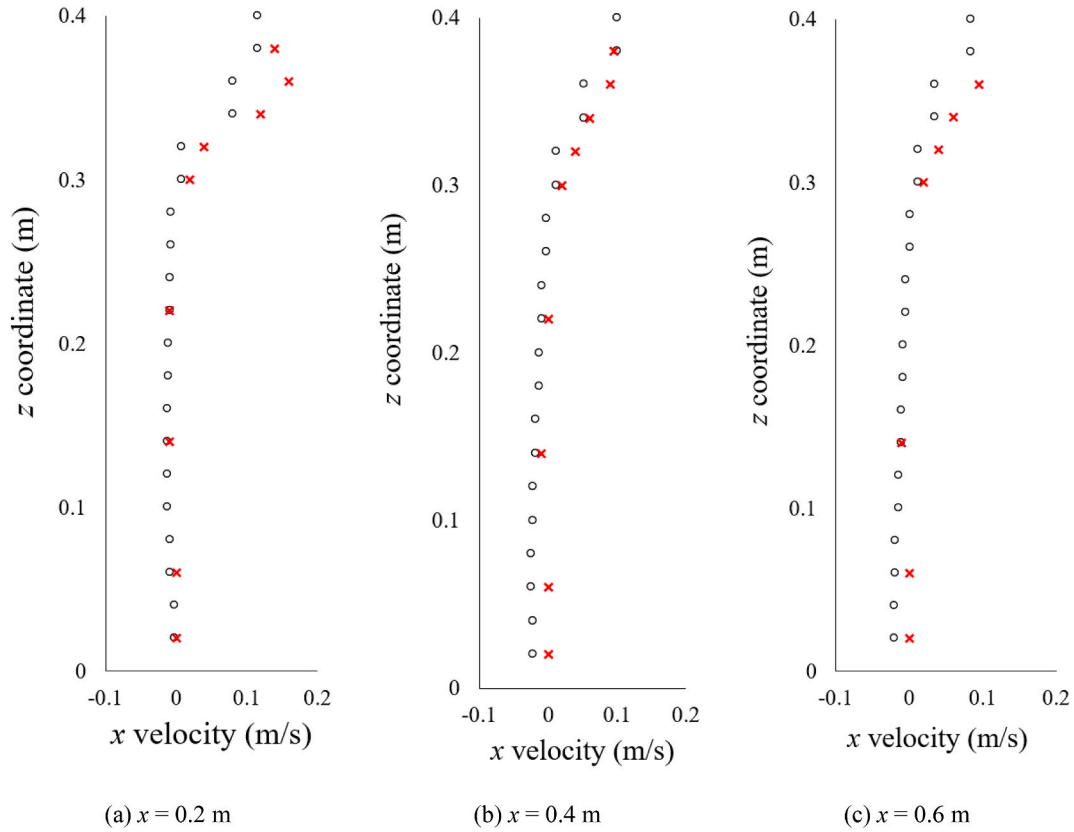 0.4
0.3
0.2
0.1
0
-0.1 0 0.1 0.2
z coordinate (m)
x velocity (m/s)
(a) x = 0.2 m
0.4
0.3
0.2
0.1
0
-0.1 0 0.1 0.2
z coordinate (m)
x velocity (m/s)
(b) x = 0.4 m
0.4
0.3
0.2
0.1
0
-0.1 0 0.1 0.2
z coordinate (m)
x velocity (m/s)
(c) x = 0.6 m